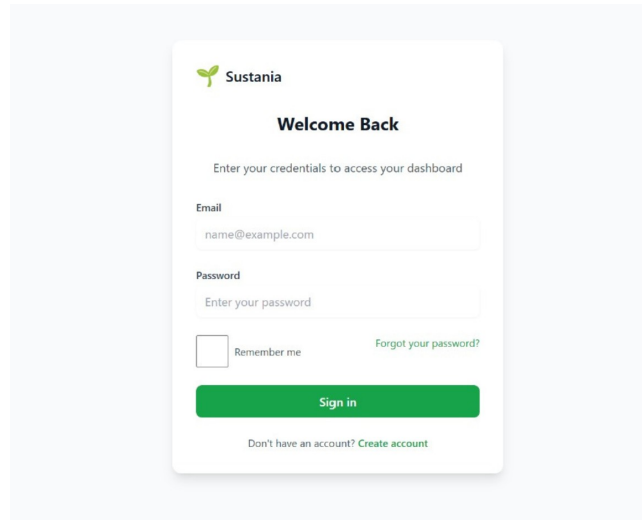 Sustania
Welcome Back
Enter your credentials to access your dashboard
Email
name@example.com
Password
Enter your password
Remember me
Forgot your password?
Sign in
Don't have an account? Create account